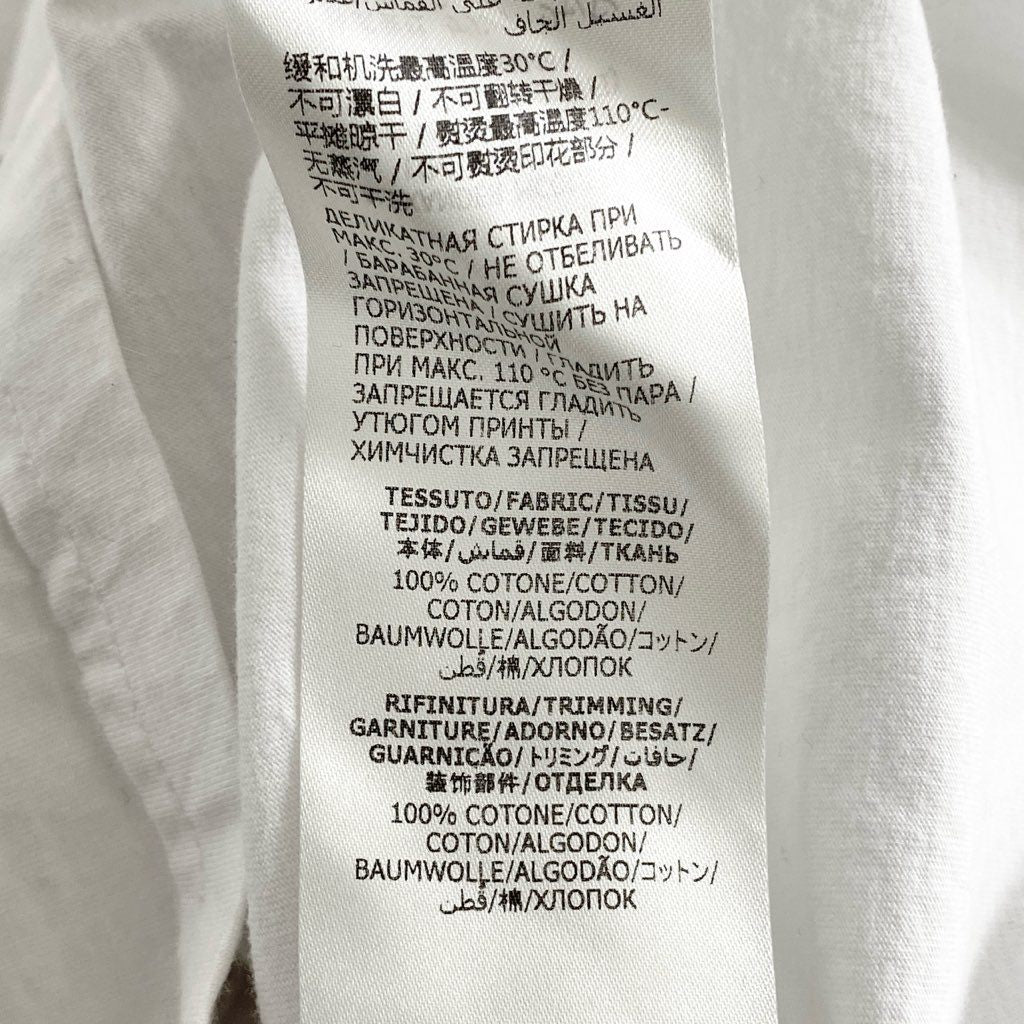 على القماش
الغسيل الجاف
缓和机洗最高温度30°C /
不可漂白 / 不可翻转干燥 /
平摊晾干 / 熨烫最高温度110°C-
无蒸汽 / 不可熨烫印花部分 /
不可干洗
ДЕЛИКАТНАЯ СТИРКА ПРИ
МАКС. 30°C / НЕ ОТБЕЛИВАТЬ
/ БАРАБАННАЯ СУШКА
ЗАПРЕЩЕНА / СУШИТЬ НА
ГОРИЗОНТАЛЬНОЙ
ПОВЕРХНОСТИ / ГЛАДИТЬ
ПРИ МАКС. 110 °C БЕЗ ПАРА /
ЗАПРЕЩАЕТСЯ ГЛАДИТЬ
УТЮГОМ ПРИНТЫ /
ХИМЧИСТКА ЗАПРЕЩЕНА
TESSUTO/FABRIC/TISSU/
TEJIDO/GEWEBE/TECIDO/
本体/قماش/面料/ТКАНЬ
100% COTONE/COTTON/
COTON/ALGODON/
BAUMWOLLE/ALGODÃO/コットン/
قُطن/棉/ХЛОПОК
RIFINITURA/TRIMMING/
GARNITURE/ADORNO/BESATZ/
GUARNIÇÃO/トリミング/حافات/
装饰部件/ОТДЕЛКА
100% COTONE/COTTON/
COTON/ALGODON/
BAUMWOLLE/ALGODÃO/コットン/
قُطن/棉/ХЛОПОК